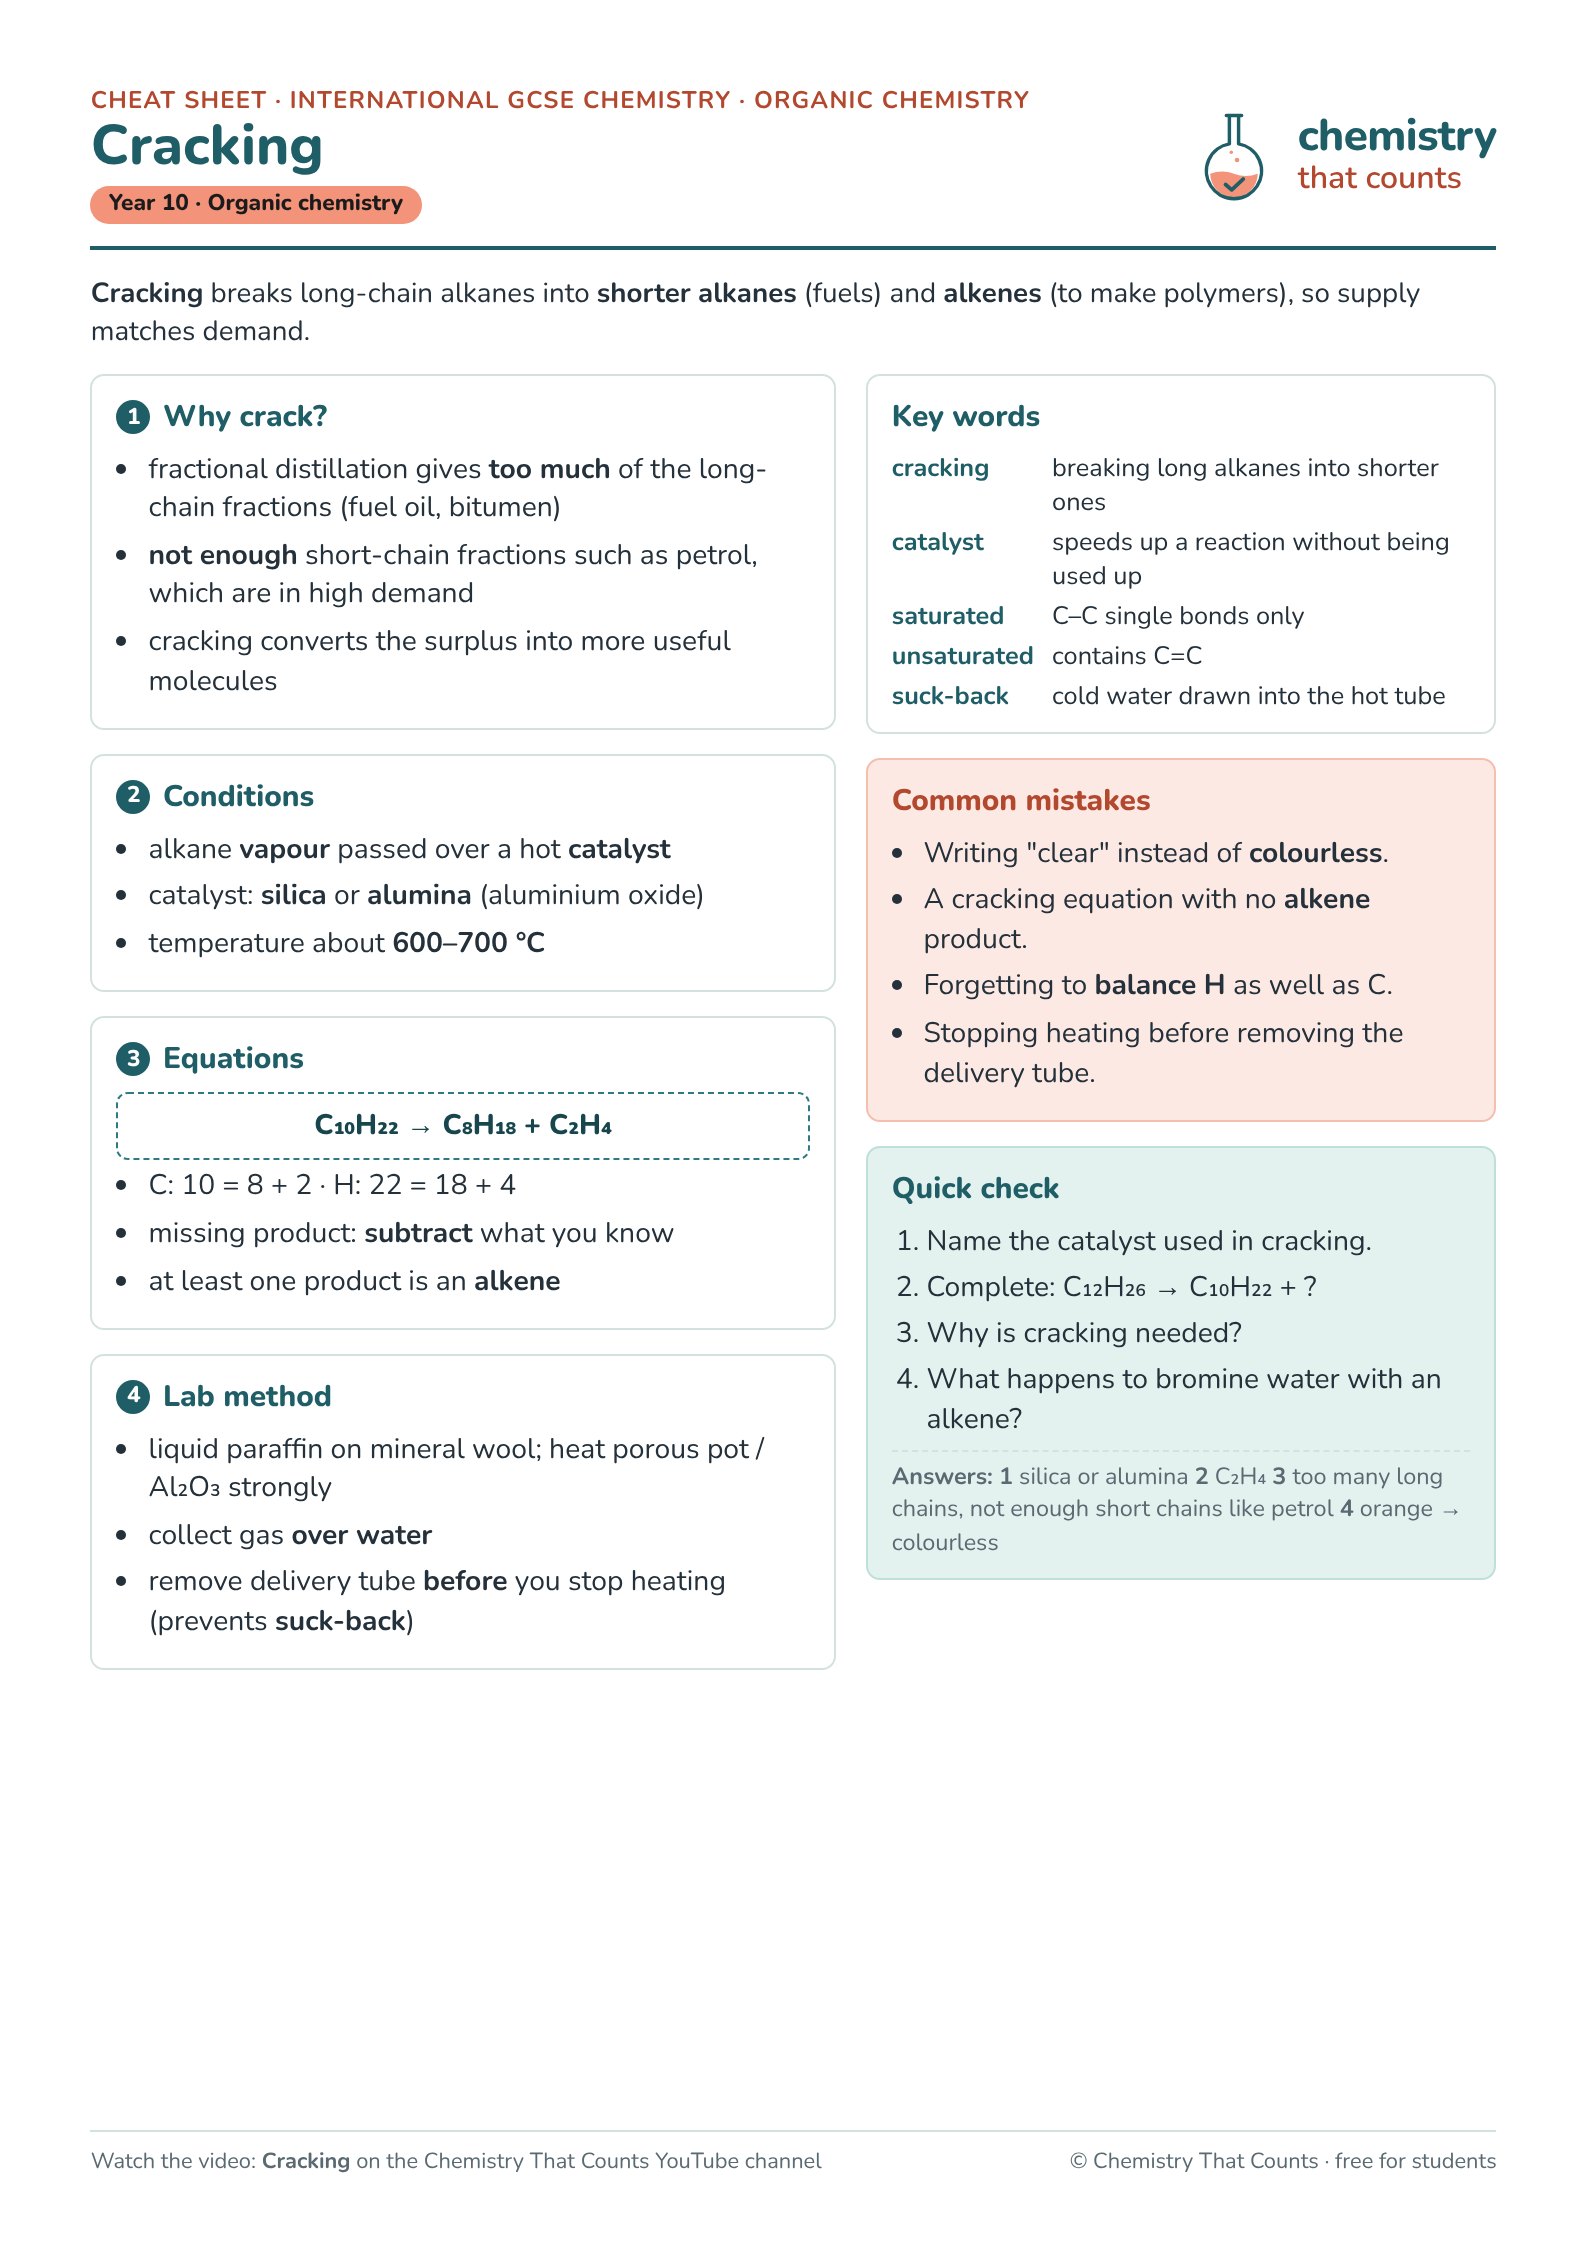 CHEAT SHEET · INTERNATIONAL GCSE CHEMISTRY · ORGANIC CHEMISTRY
Cracking
Year 10 · Organic chemistry
chemistry
that counts
Cracking breaks long-chain alkanes into shorter alkanes (fuels) and alkenes (to make polymers), so supply
matches demand.
1 Why crack?
• fractional distillation gives too much of the long-
chain fractions (fuel oil, bitumen)
• not enough short-chain fractions such as petrol,
which are in high demand
• cracking converts the surplus into more useful
molecules
2 Conditions
• alkane vapour passed over a hot catalyst
• catalyst: silica or alumina (aluminium oxide)
• temperature about 600–700 °C
3 Equations
C₁₀H₂₂ → C₈H₁₈ + C₂H₄
• C: 10 = 8 + 2 · H: 22 = 18 + 4
• missing product: subtract what you know
• at least one product is an alkene
4 Lab method
• liquid paraffin on mineral wool; heat porous pot /
Al₂O₃ strongly
• collect gas over water
• remove delivery tube before you stop heating
(prevents suck-back)
Key words
cracking breaking long alkanes into shorter
ones
catalyst speeds up a reaction without being
used up
saturated C–C single bonds only
unsaturated contains C=C
suck-back cold water drawn into the hot tube
Common mistakes
• Writing "clear" instead of colourless.
• A cracking equation with no alkene
product.
• Forgetting to balance H as well as C.
• Stopping heating before removing the
delivery tube.
Quick check
1. Name the catalyst used in cracking.
2. Complete: C₁₂H₂₆ → C₁₀H₂₂ + ?
3. Why is cracking needed?
4. What happens to bromine water with an
alkene?
Answers: 1 silica or alumina 2 C₂H₄ 3 too many long
chains, not enough short chains like petrol 4 orange →
colourless
Watch the video: Cracking on the Chemistry That Counts YouTube channel
© Chemistry That Counts · free for students